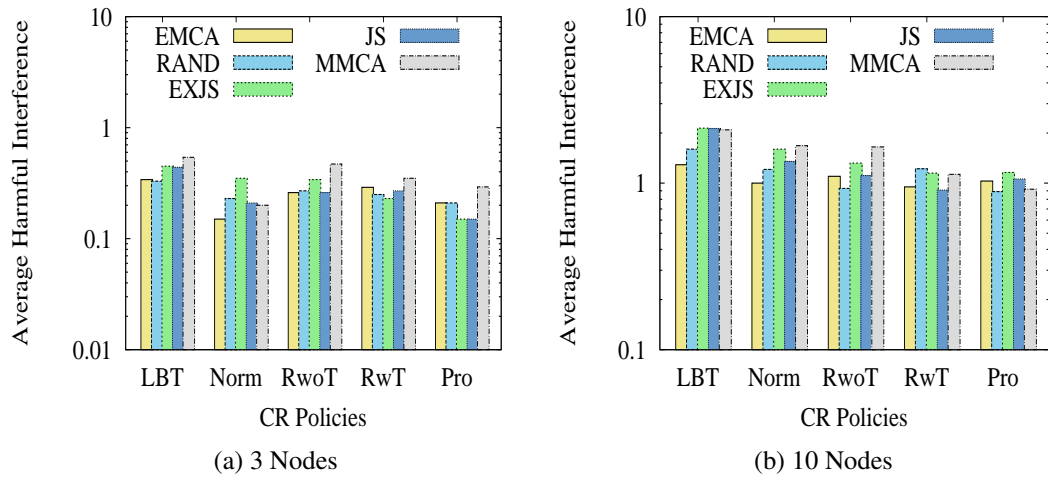 Average Harmful Interference
10
1
0.1
0.01
EMCA
RAND
EXJS
JS
MMCA
LBT Norm RwoT RwT Pro
CR Policies
(a) 3 Nodes
Average Harmful Interference
10
1
0.1
EMCA
RAND
EXJS
JS
MMCA
LBT Norm RwoT RwT Pro
CR Policies
(b) 10 Nodes